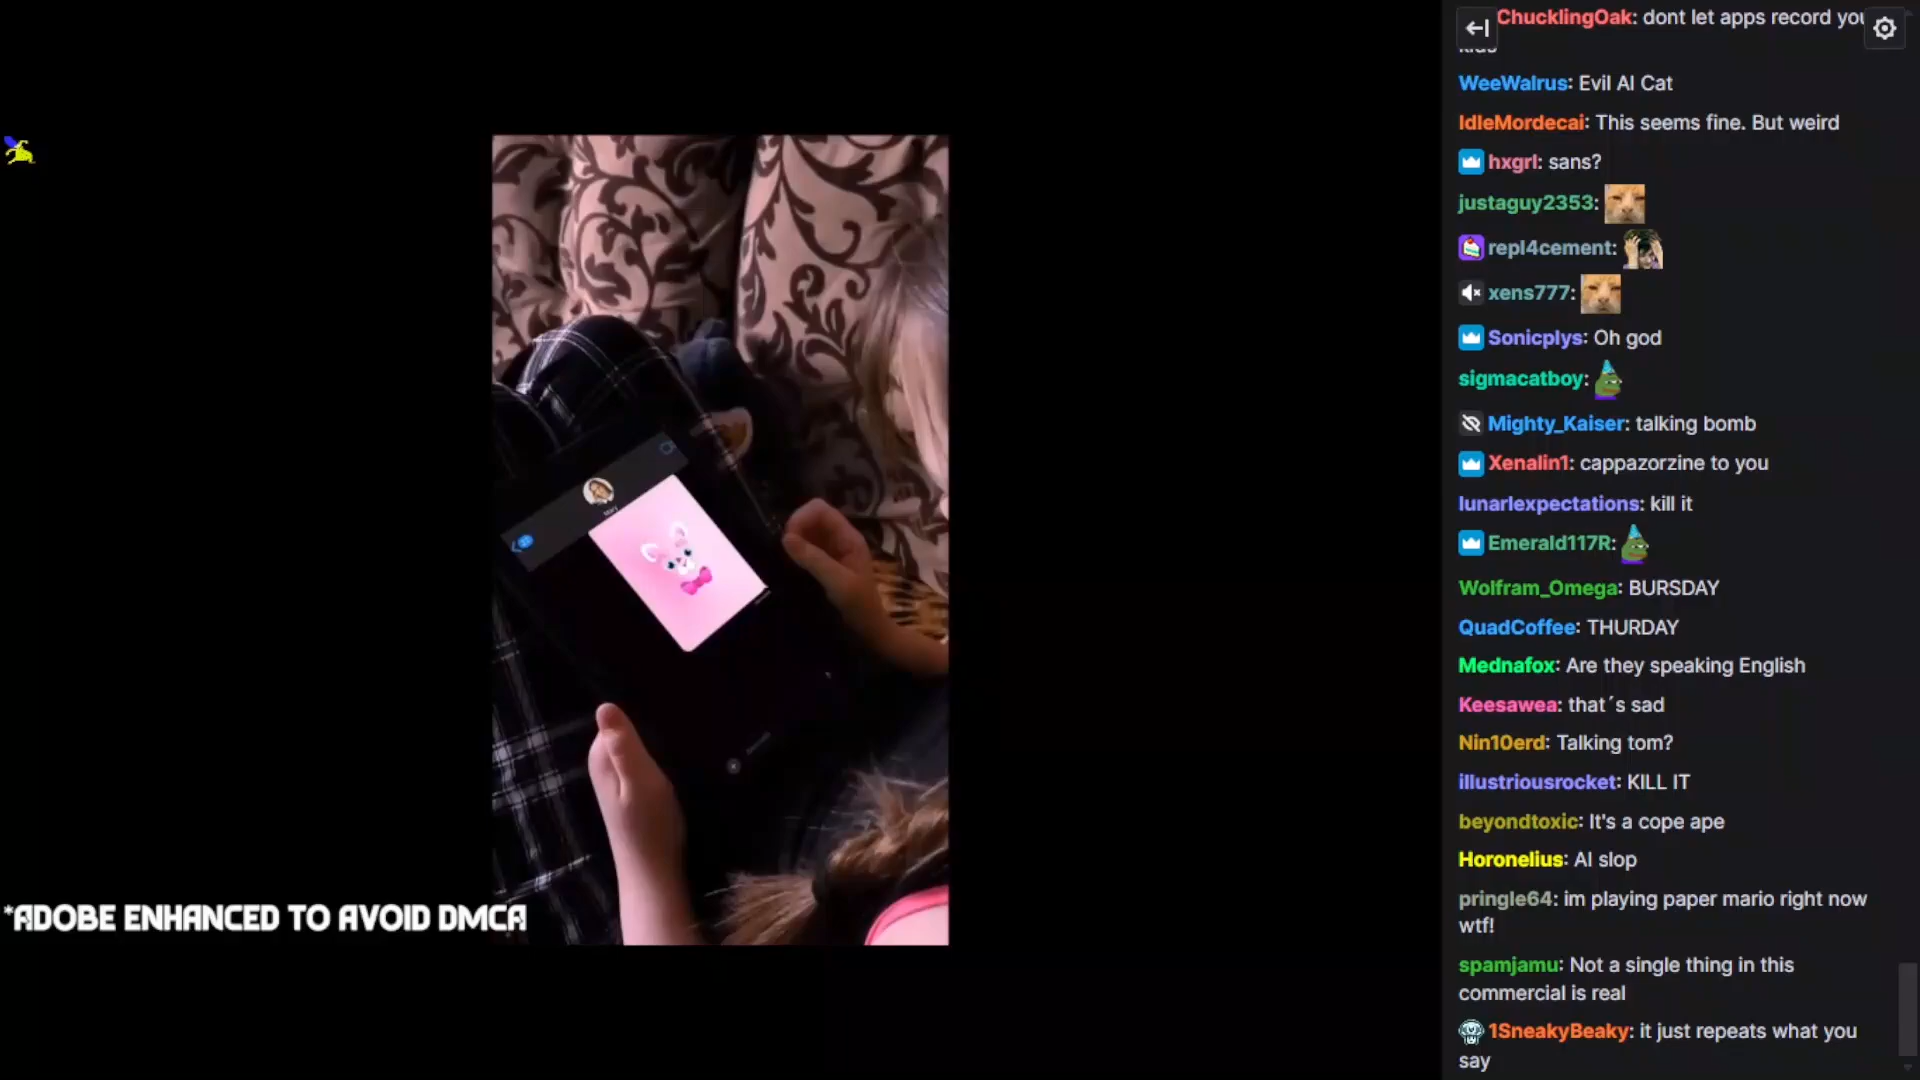 ChucklingOak: dont let apps record you
kids
WeeWalrus: Evil AI Cat
IdleMordecai: This seems fine. But weird
hxgrl: sans?
justaguy2353:
repl4cement:
xens777:
Sonicplys: Oh god
sigmacatboy:
Mighty_Kaiser: talking bomb
Xenalin1: cappazorzine to you
lunarlexpectations: kill it
Emerald117R:
Wolfram_Omega: BURSDAY
QuadCoffee: THURDAY
Mednafox: Are they speaking English
Keesawea: that´s sad
Nin10erd: Talking tom?
illustriousrocket: KILL IT
beyondtoxic: It's a cope ape
Horonelius: AI slop
pringle64: im playing paper mario right now
wtf!
spamjamu: Not a single thing in this
commercial is real
1SneakyBeaky: it just repeats what you
say
*ADOBE ENHANCED TO AVOID DMCA